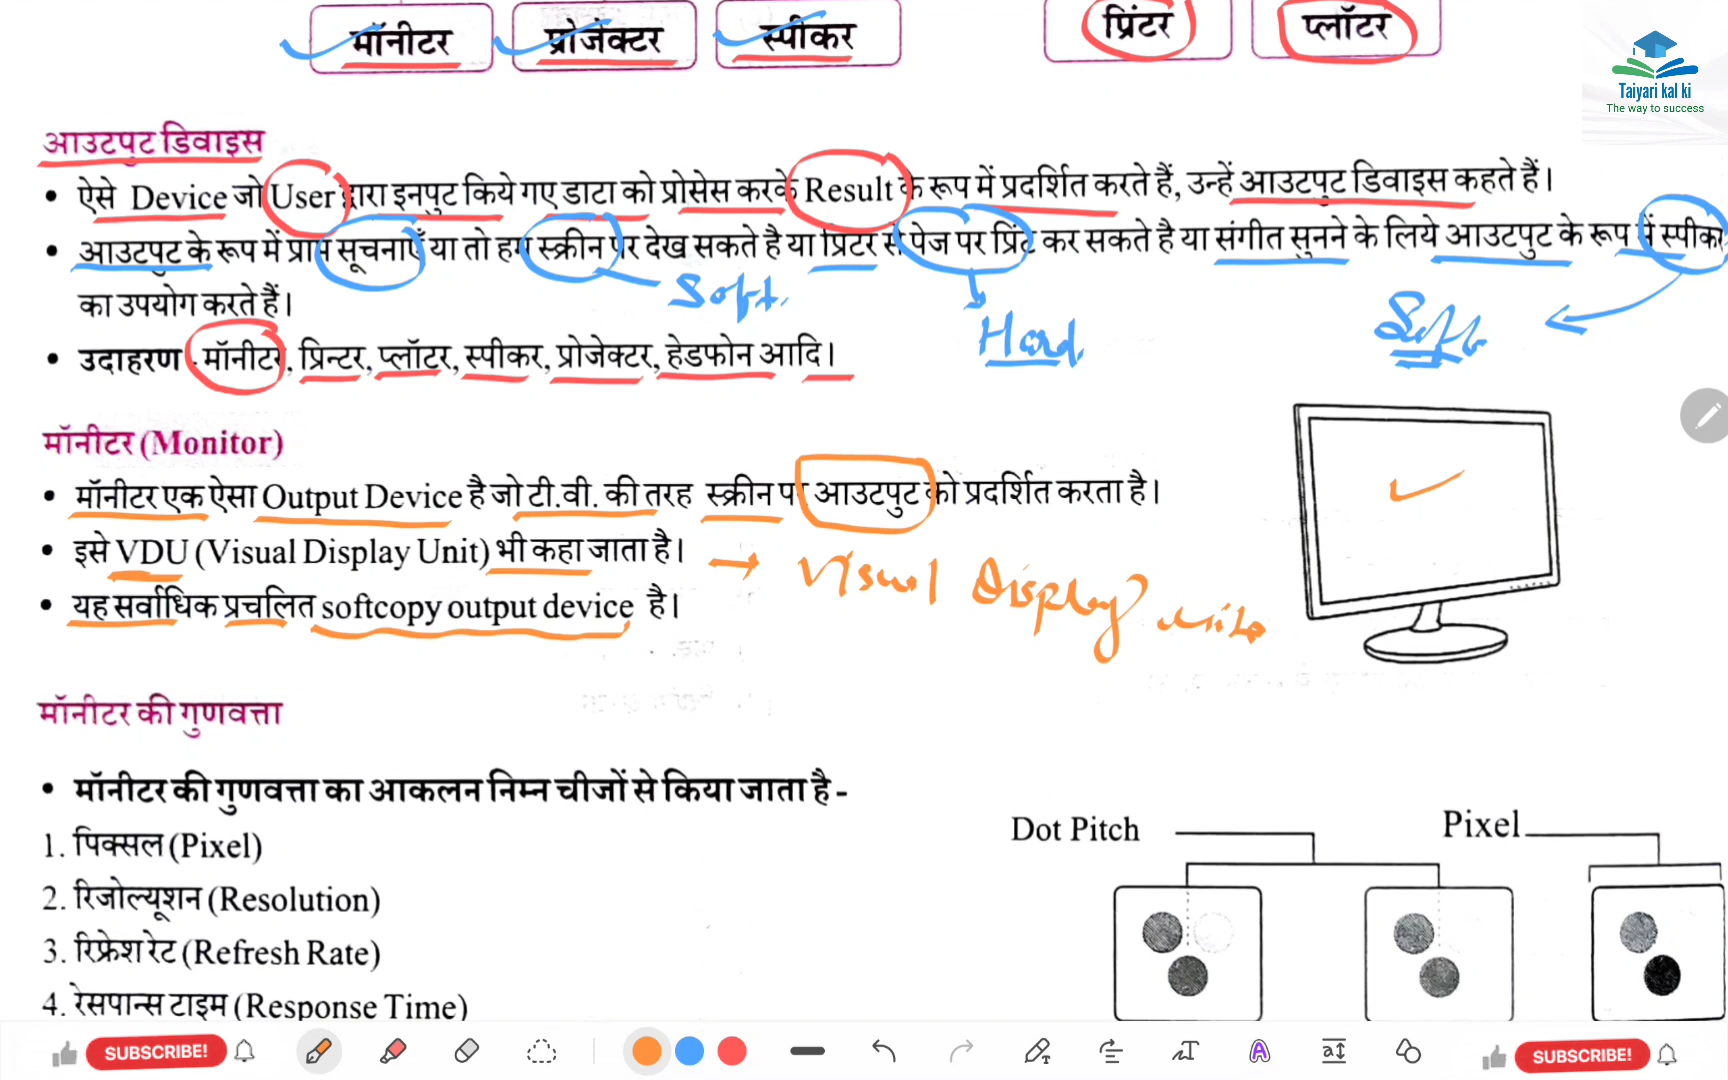 मॉनीटर प्रोजेक्टर स्पीकर प्रिंटर प्लॉटर
Taiyari kal ki
The way to success
आउटपुट डिवाइस
• ऐसे Device जो User द्वारा इनपुट किये गए डाटा को प्रोसेस करके Result के रूप में प्रदर्शित करते हैं, उन्हें आउटपुट डिवाइस कहते हैं।
• आउटपुट के रूप में प्राप्त सूचनाएँ या तो हम स्क्रीन पर देख सकते है या प्रिंटर से पेज पर प्रिंट कर सकते है या संगीत सुनने के लिये आउटपुट के रूप में स्पीकर
का उपयोग करते हैं।
Soft.
Hard.
Soft
• उदाहरण - मॉनीटर, प्रिन्टर, प्लॉटर, स्पीकर, प्रोजेक्टर, हेडफोन आदि।
मॉनीटर (Monitor)
• मॉनीटर एक ऐसा Output Device है जो टी.वी. की तरह स्क्रीन पर आउटपुट को प्रदर्शित करता है।
• इसे VDU (Visual Display Unit) भी कहा जाता है।
→ Visual Display unit
• यह सर्वाधिक प्रचलित softcopy output device है।
मॉनीटर की गुणवत्ता
• मॉनीटर की गुणवत्ता का आकलन निम्न चीजों से किया जाता है -
1. पिक्सल (Pixel)
2. रिजोल्यूशन (Resolution)
3. रिफ्रेश रेट (Refresh Rate)
4. रेसपान्स टाइम (Response Time)
Dot Pitch
Pixel
SUBSCRIBE!
SUBSCRIBE!